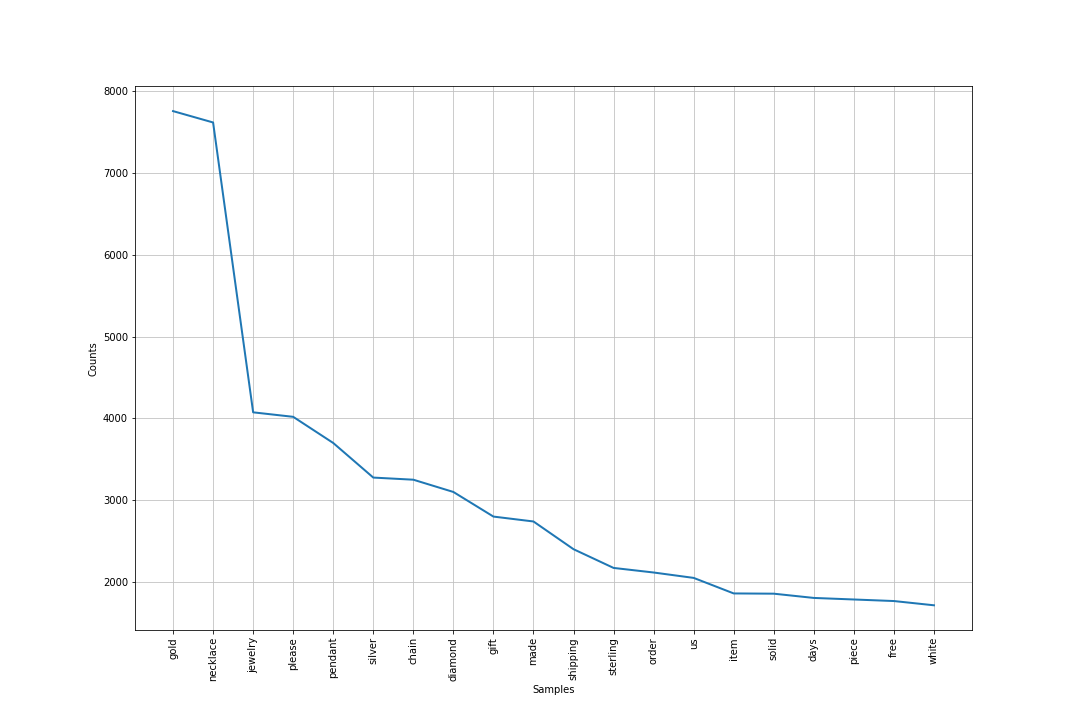 8000
7000
6000
5000
4000
3000
2000
Counts
gold
necklace
jewelry
please
pendant
silver
chain
diamond
gift
made
shipping
sterling
order
us
item
solid
days
piece
free
white
Samples